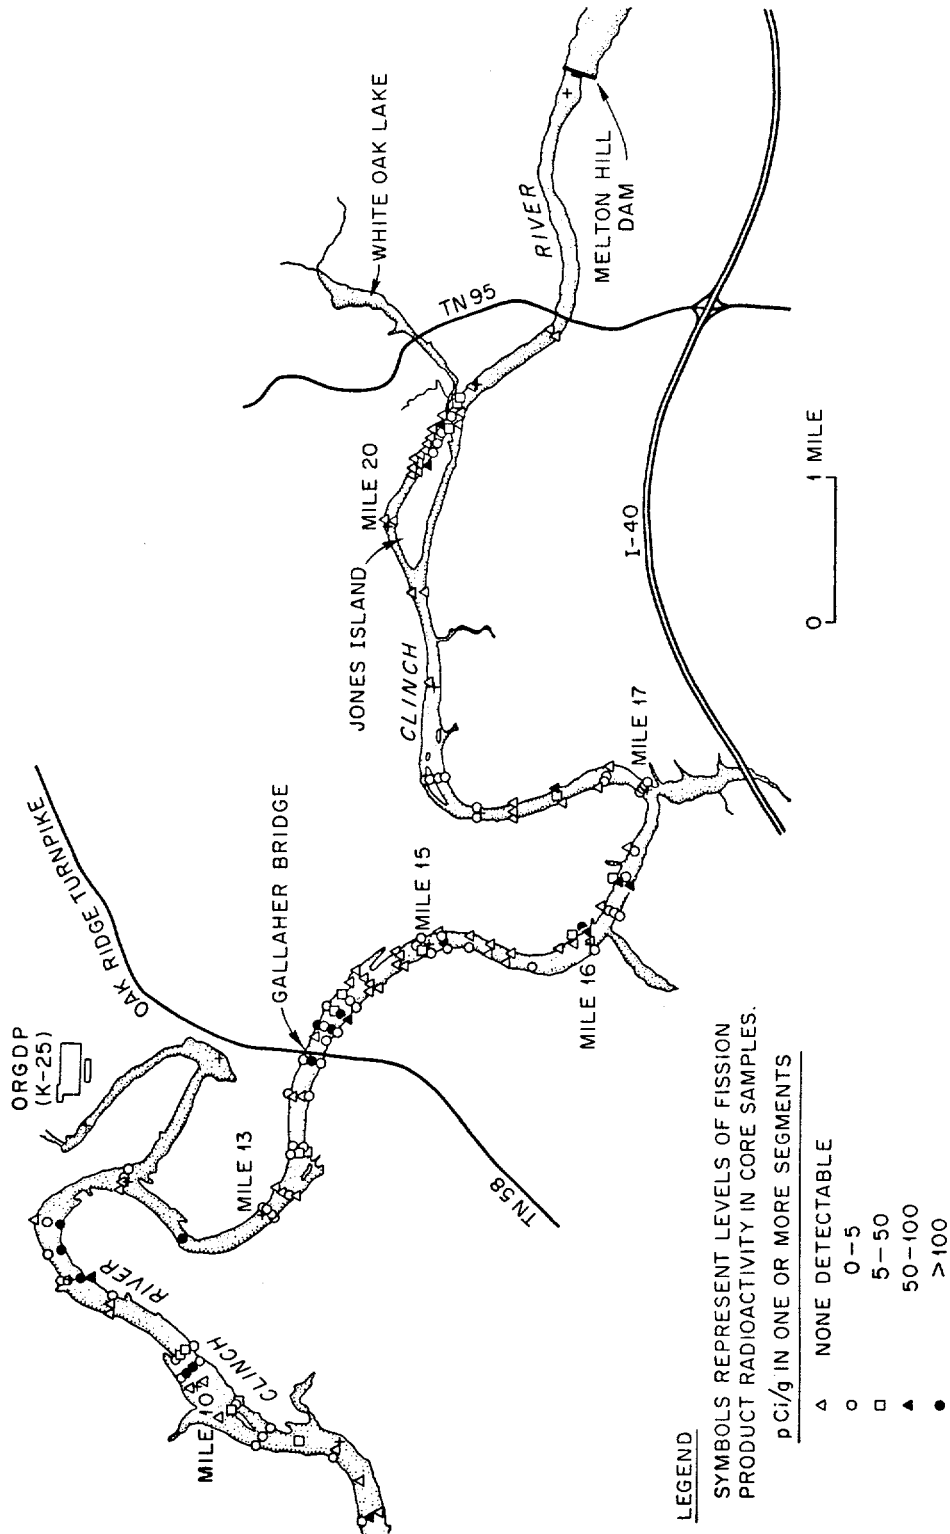 ORGDP
(K-25)
OAK RIDGE TURNPIKE
GALLAHER BRIDGE
JONES ISLAND
MILE 20
WHITE OAK LAKE
TN 95
RIVER
MELTON HILL
DAM
CLINCH
MILE 17
I-40
MILE 15
MILE 16
MILE 13
TN 58
RIVER
CLINCH
MILE 10
0
1 MILE
LEGEND
SYMBOLS REPRESENT LEVELS OF FISSION
PRODUCT RADIOACTIVITY IN CORE SAMPLES.
pCi/g IN ONE OR MORE SEGMENTS
NONE DETECTABLE
0-5
5-50
50-100
>100